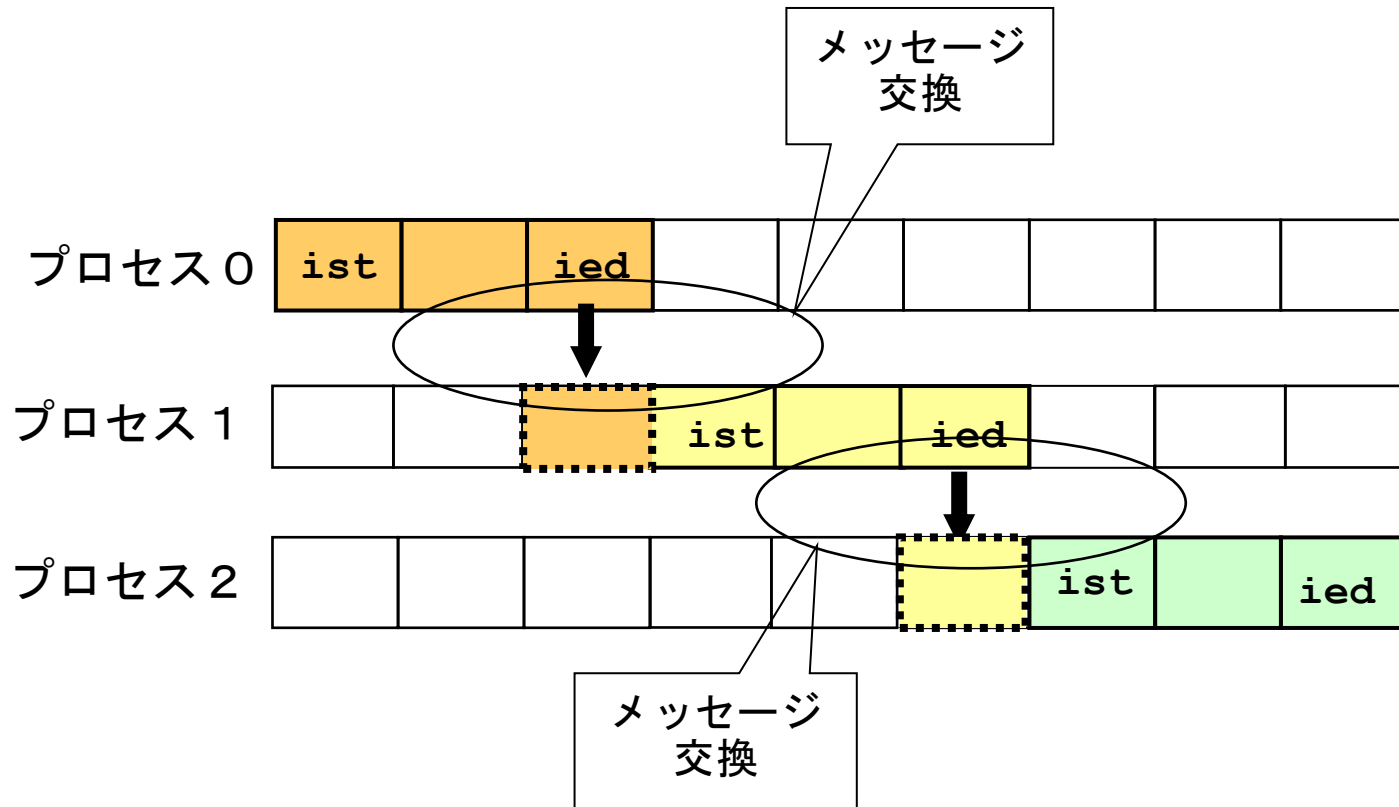 メッセージ
交換
プロセス０ ist ied
プロセス１ ist ied
プロセス２ ist ied
メッセージ
交換